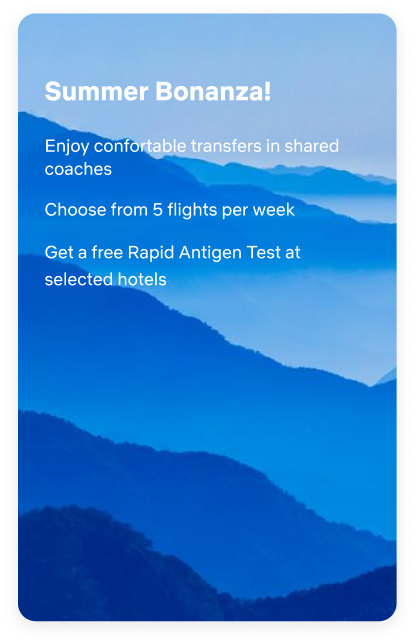 Summer Bonanza!
Enjoy confortable transfers in shared
coaches
Choose from 5 flights per week
Get a free Rapid Antigen Test at
selected hotels